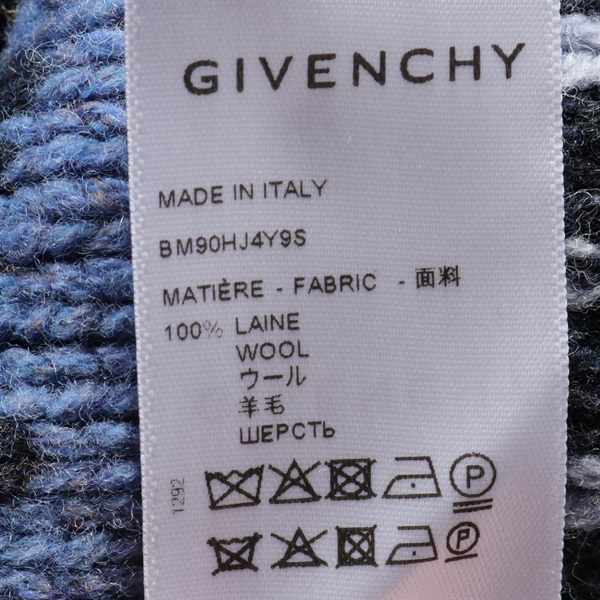 GIVENCHY
MADE IN ITALY
BM90HJ4Y9S
MATIÈRE - FABRIC - 面料
100% LAINE
WOOL
ウール
羊毛
ШЕРСТЬ
1292
P
P